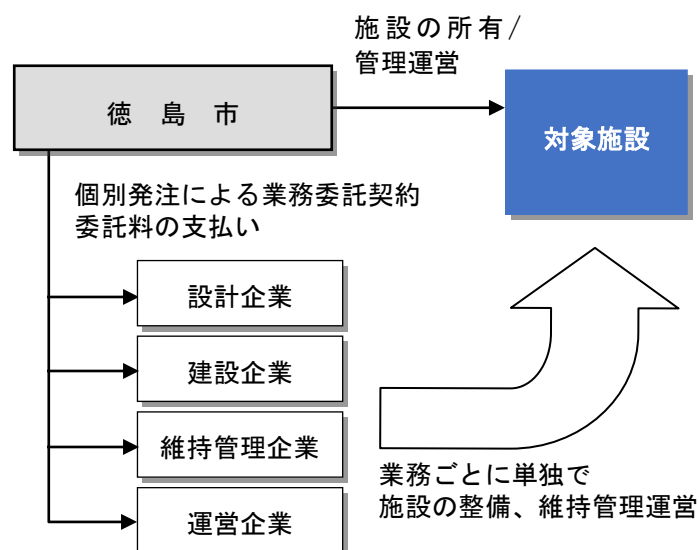 施設の所有/
管理運営
徳 島 市
対象施設
個別発注による業務委託契約
委託料の支払い
設計企業
建設企業
維持管理企業
運営企業
業務ごとに単独で
施設の整備、維持管理運営